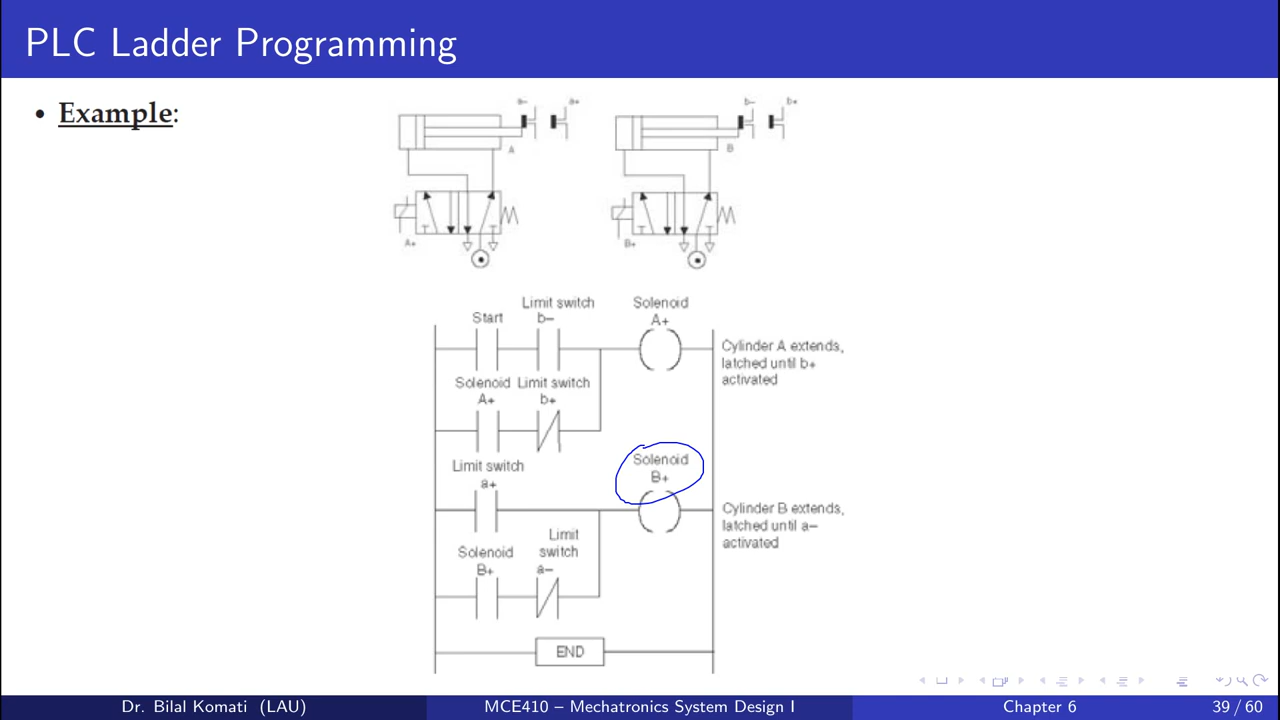 PLC Ladder Programming
• Example:
a−
a+
b−
b+
A
B
A+
B+
Limit switch
Solenoid
Start
b−
A+
Cylinder A extends,
latched until b+
activated
Solenoid Limit switch
A+
b+
Limit switch
a+
Solenoid
B+
Cylinder B extends,
latched until a−
activated
Limit
Solenoid
switch
B+
a−
END
Dr. Bilal Komati (LAU)
MCE410 – Mechatronics System Design I
Chapter 6
39 / 60